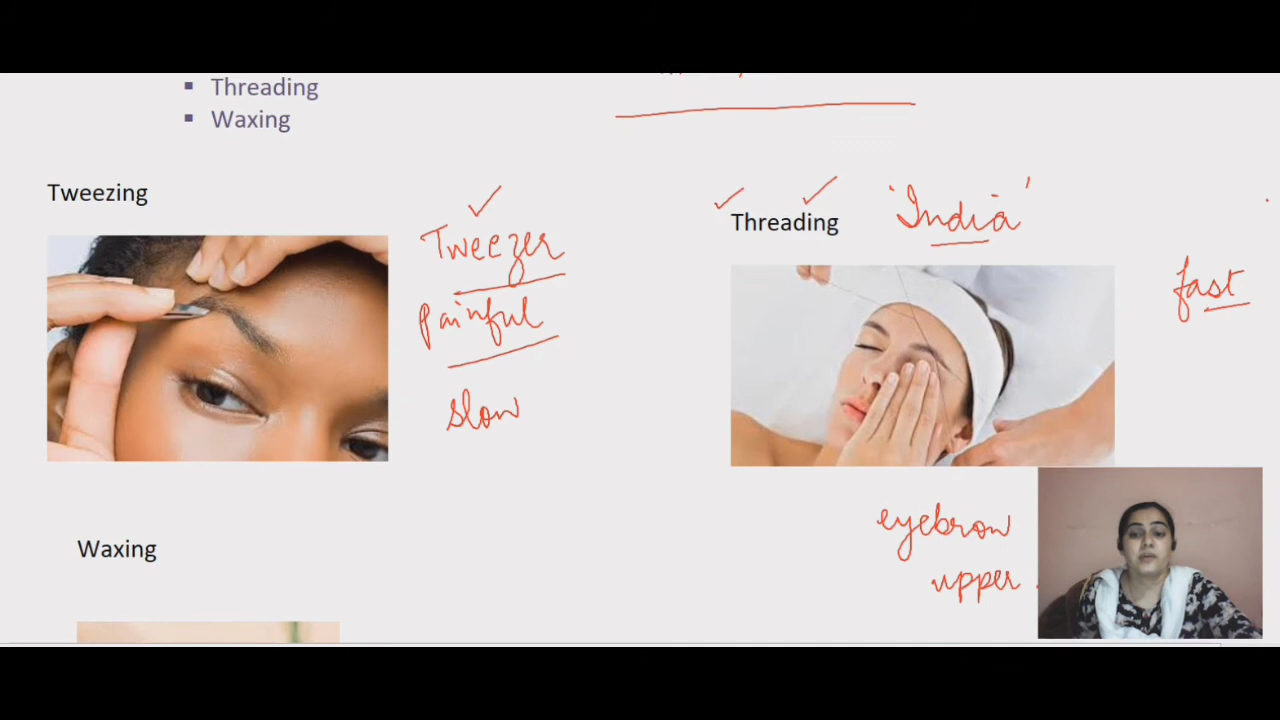 Threading
Waxing
Tweezing
Tweezer
Painful
slow
Threading 'India'
fast
eyebrow
upper
Waxing